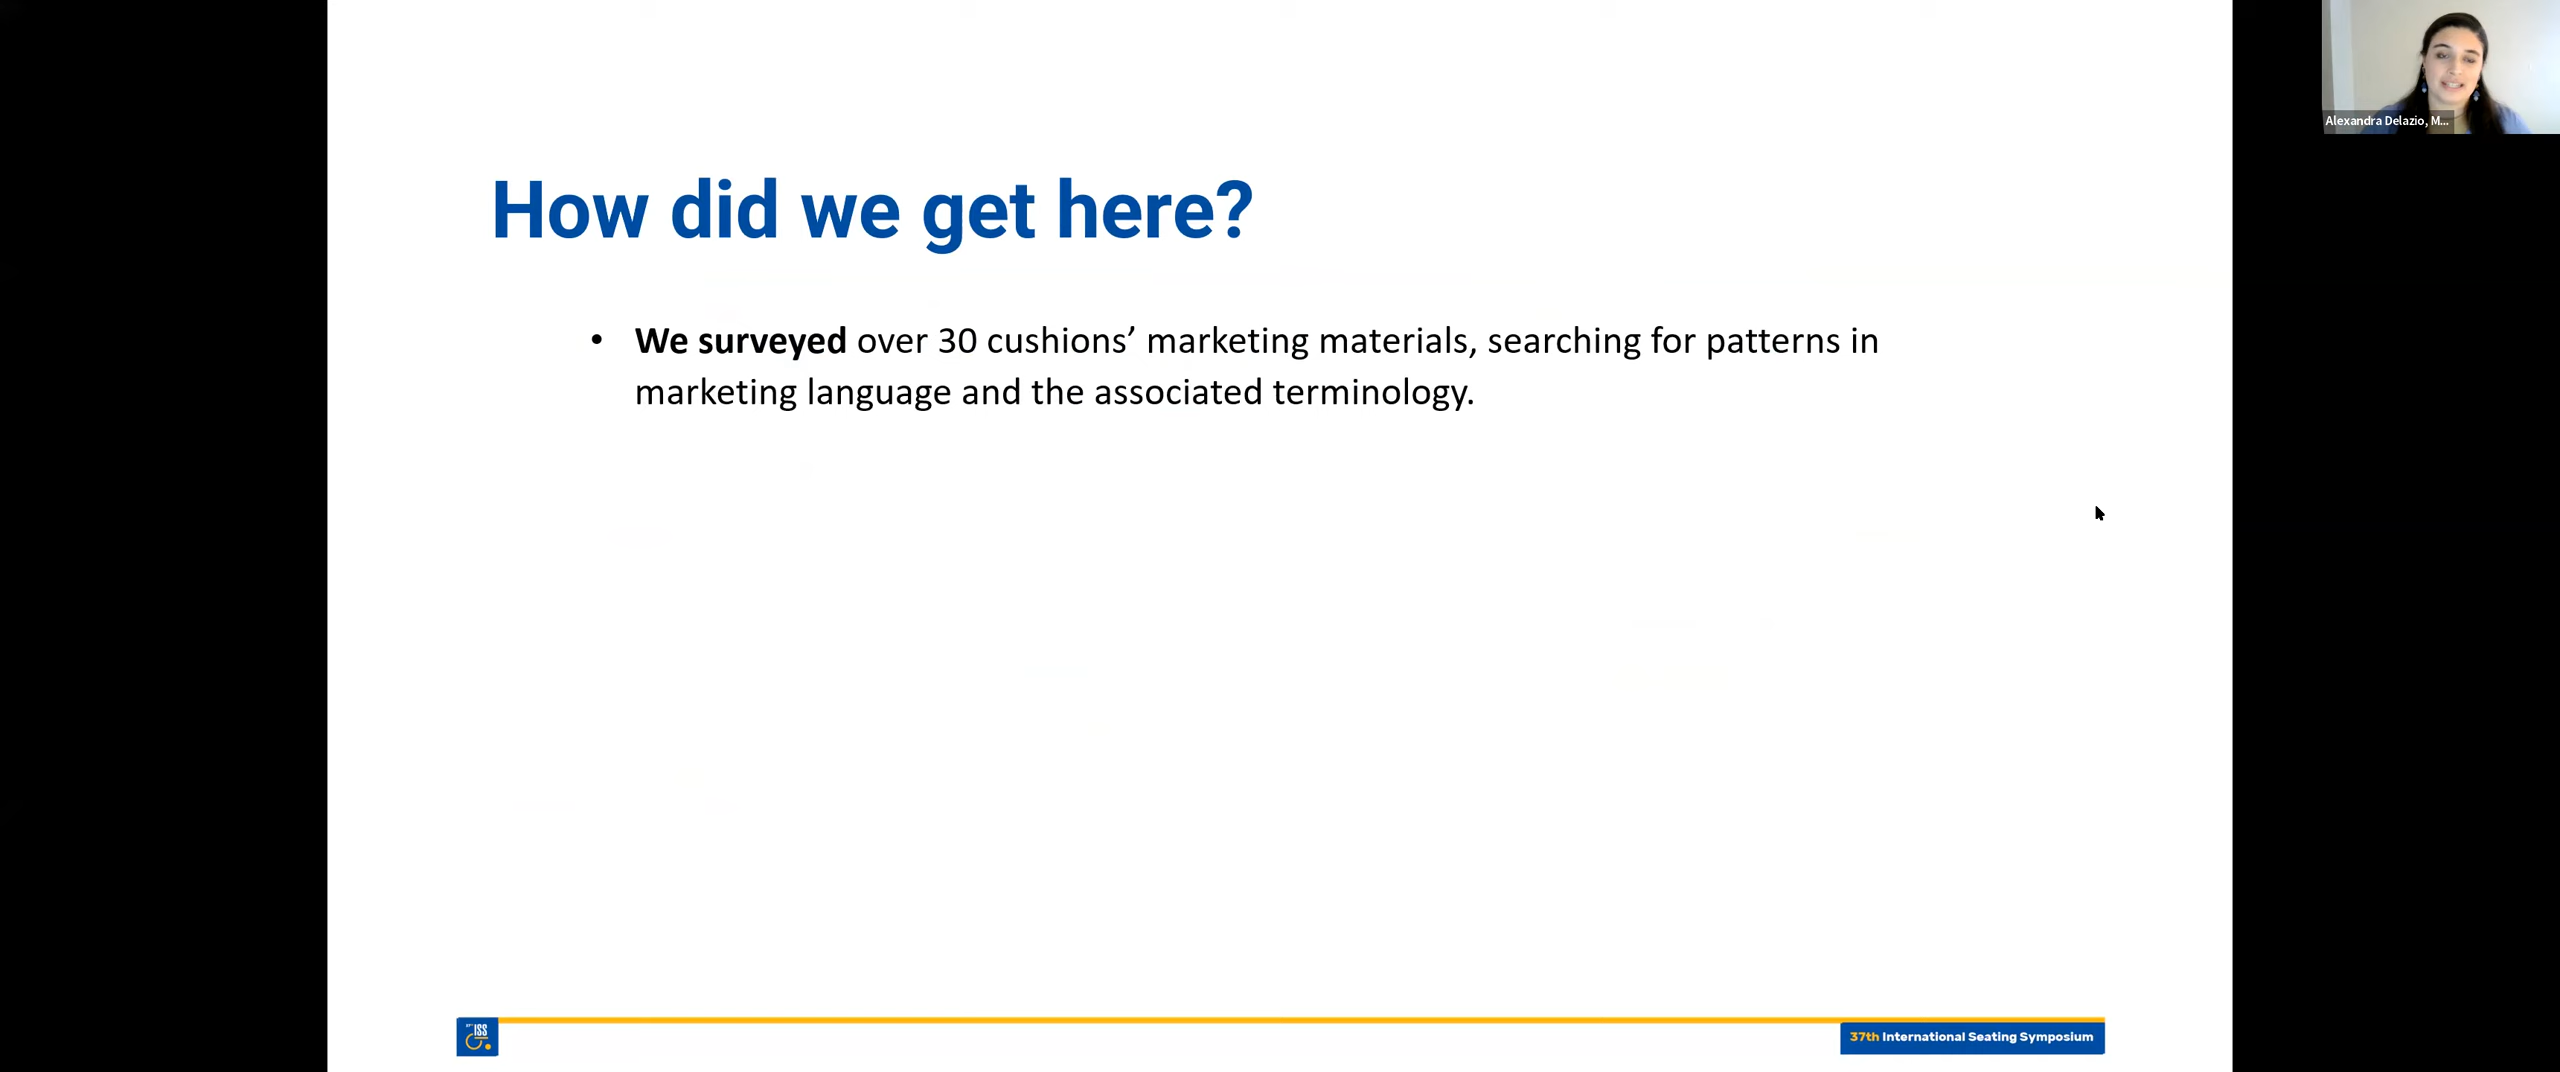 How did we get here?
• We surveyed over 30 cushions’ marketing materials, searching for patterns in
marketing language and the associated terminology.
Alexandra Delazio, M...
ISS
37th International Seating Symposium